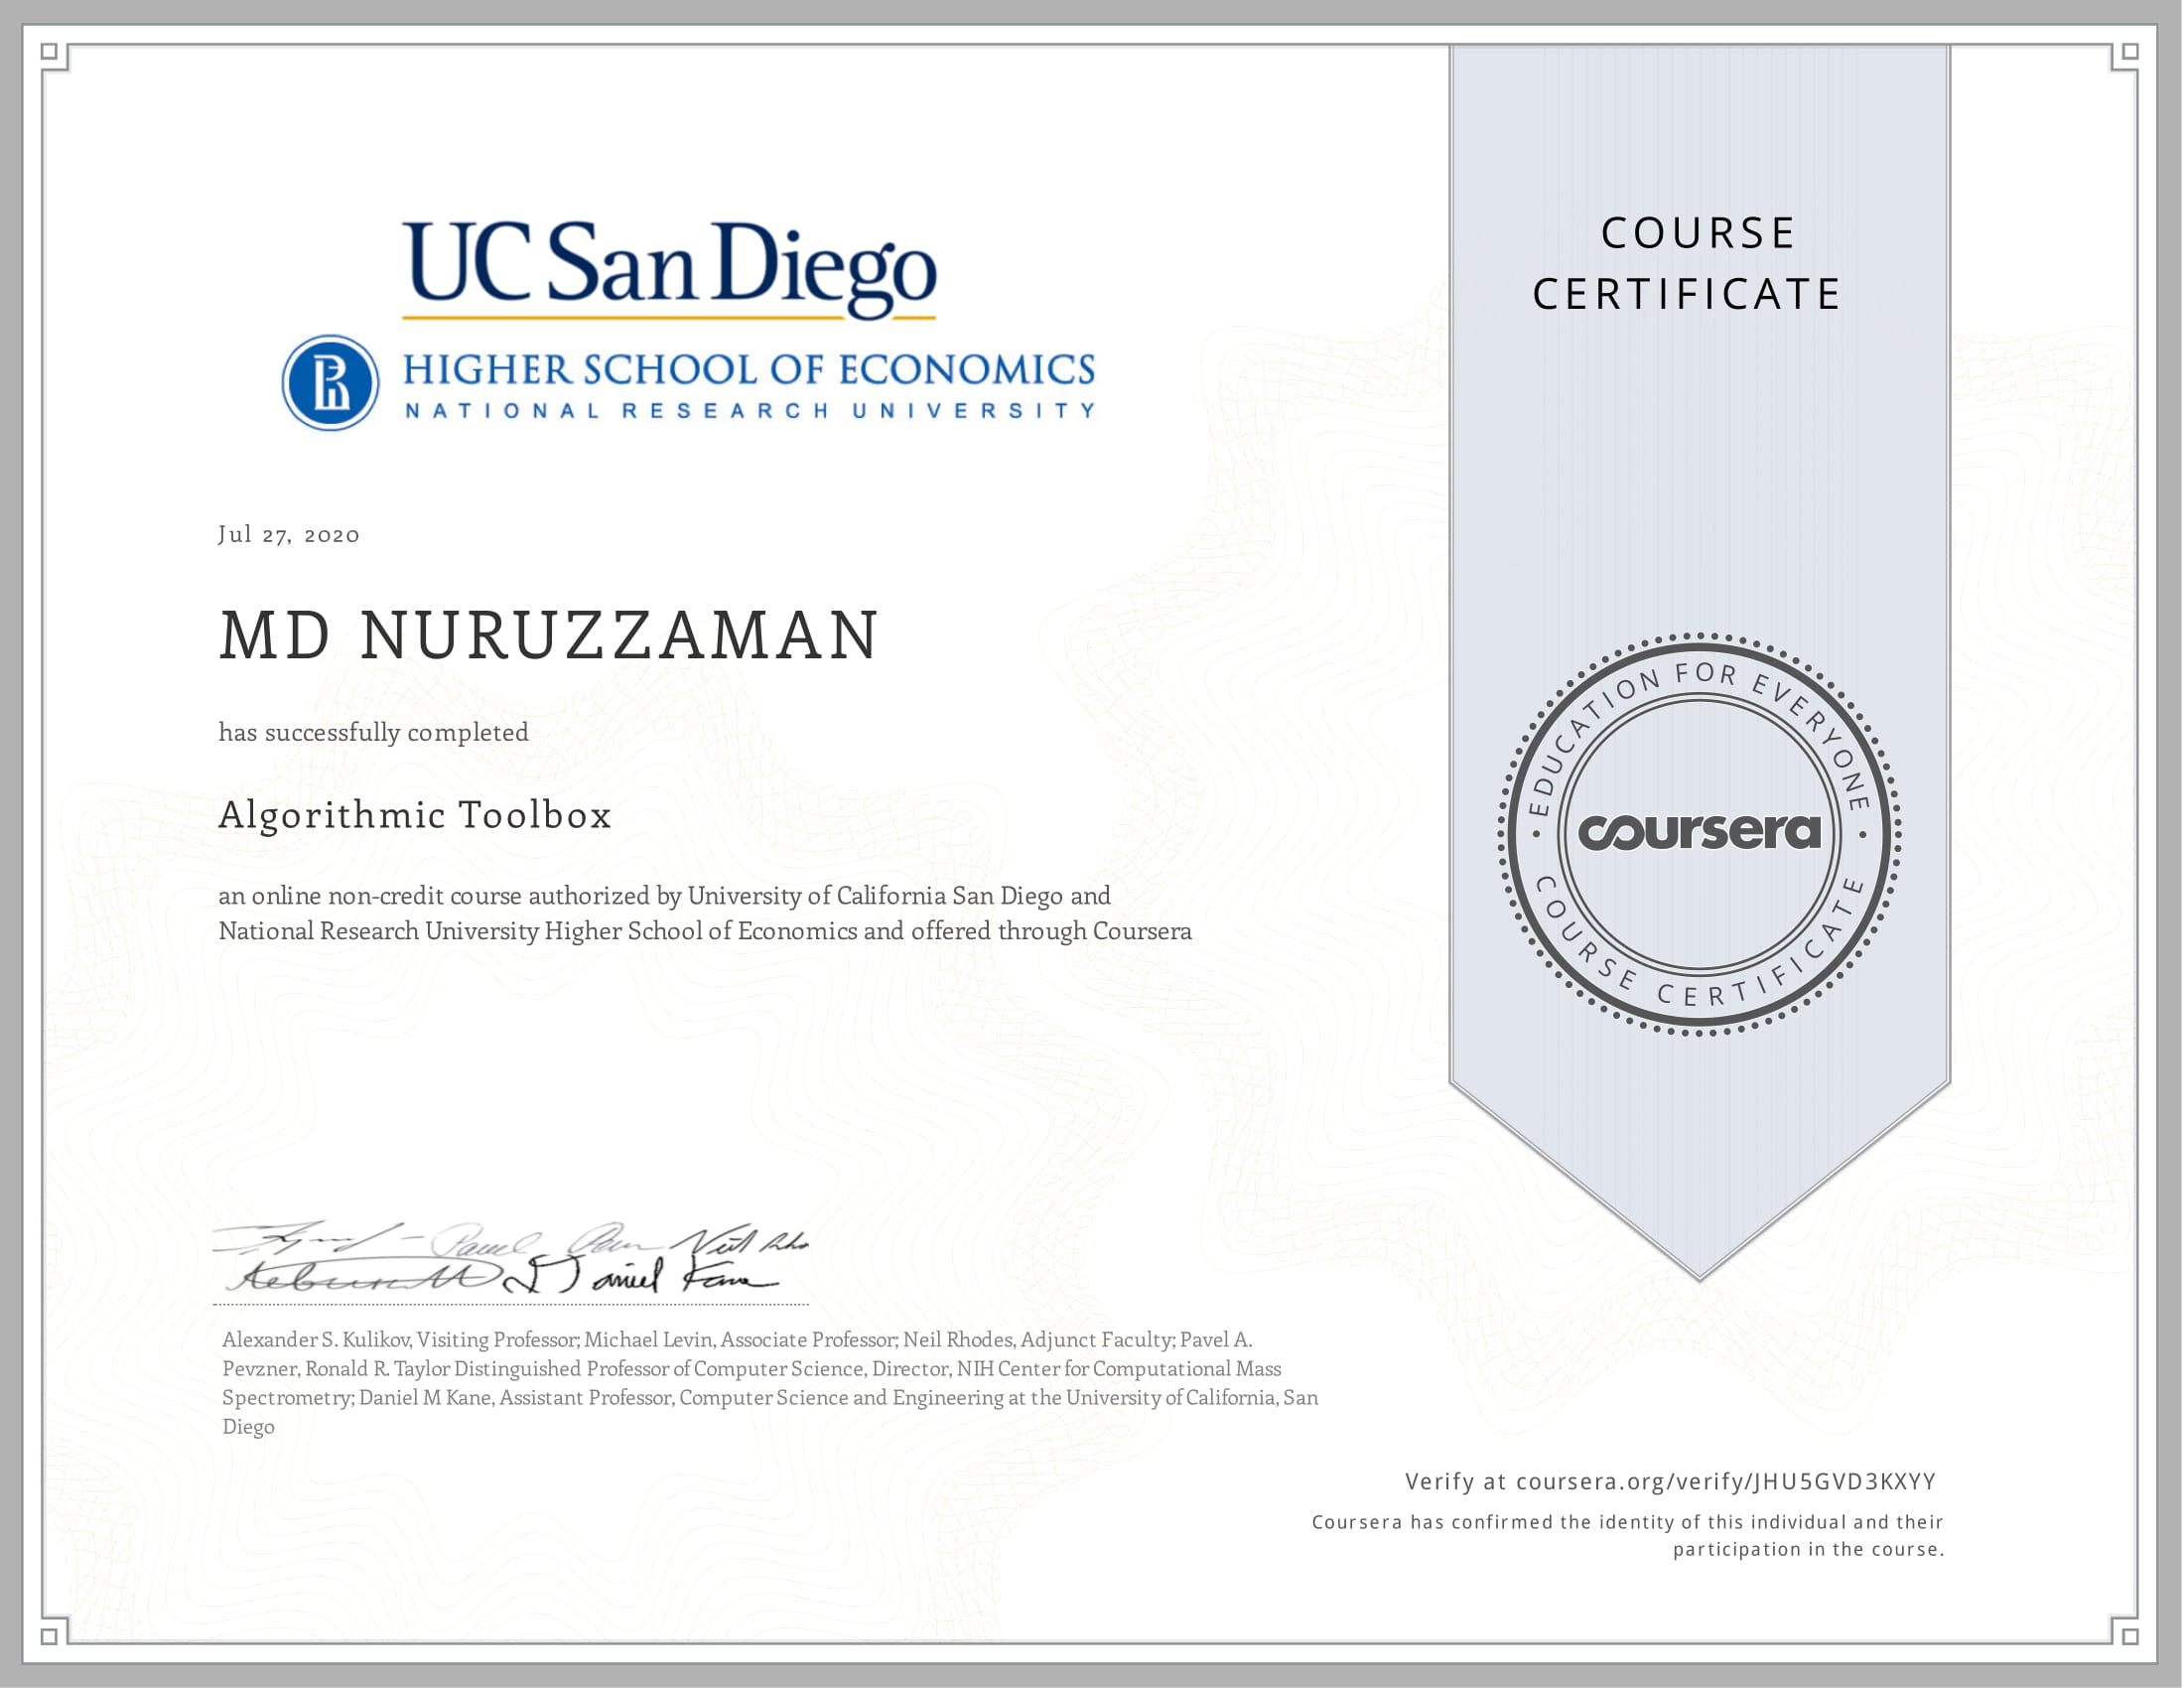 UC San Diego
HIGHER SCHOOL OF ECONOMICS
NATIONAL RESEARCH UNIVERSITY
COURSE
CERTIFICATE
Jul 27, 2020
MD NURUZZAMAN
has successfully completed
Algorithmic Toolbox
an online non-credit course authorized by University of California San Diego and
National Research University Higher School of Economics and offered through Coursera
EDUCATION FOR EVERYONE
coursera
COURSE CERTIFICATE
Daniel Kane
Alexander S. Kulikov, Visiting Professor; Michael Levin, Associate Professor; Neil Rhodes, Adjunct Faculty; Pavel A.
Pevzner, Ronald R. Taylor Distinguished Professor of Computer Science, Director, NIH Center for Computational Mass
Spectrometry; Daniel M Kane, Assistant Professor, Computer Science and Engineering at the University of California, San
Diego
Verify at coursera.org/verify/JHU5GVD3KXYY
Coursera has confirmed the identity of this individual and their
participation in the course.